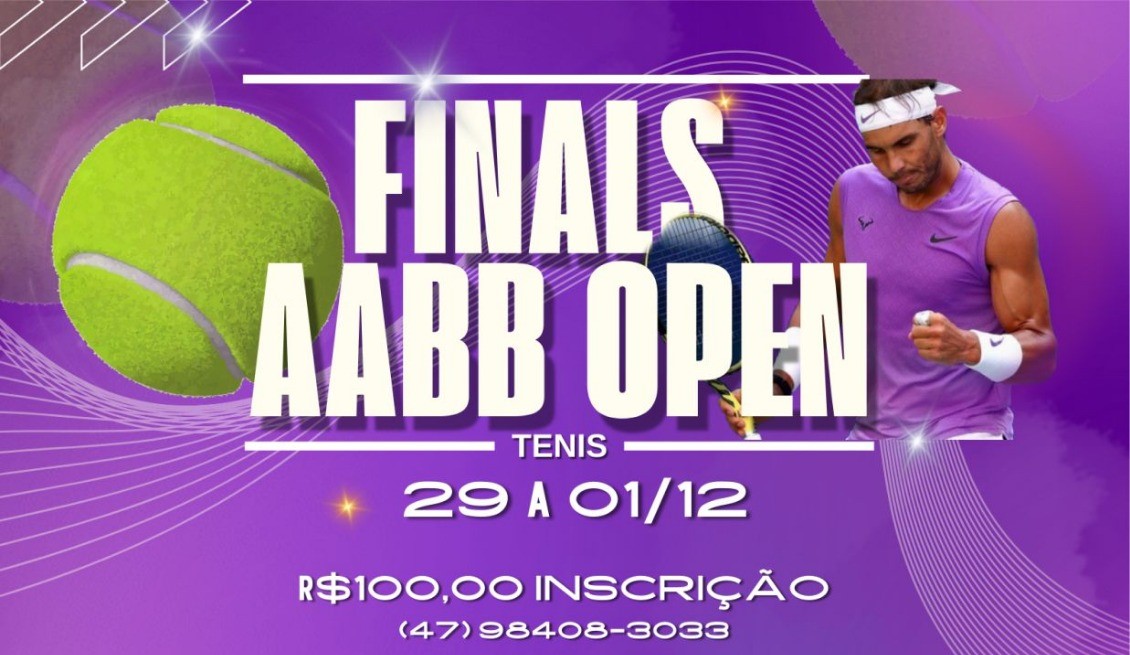 FINALS
AABB OPEN
TENIS
29 A 01/12
R$100,00 INSCRIÇÃO
(47) 98408-3033